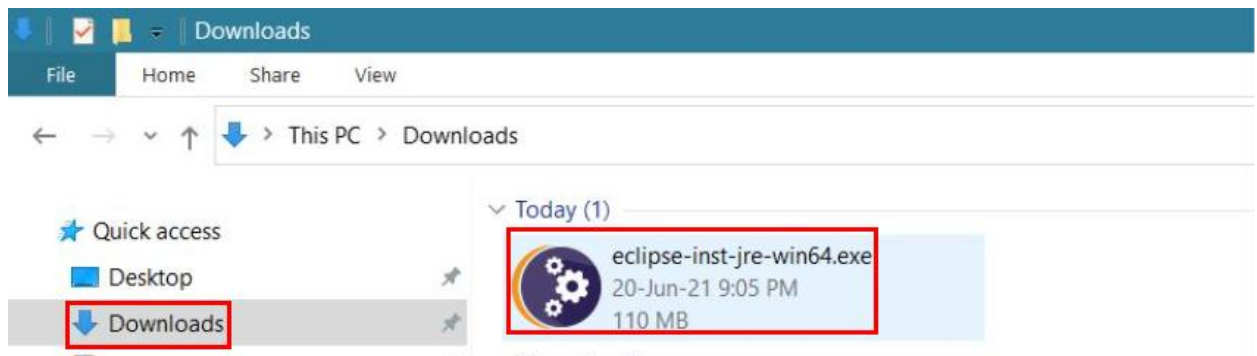 Downloads
File Home Share View
This PC > Downloads
Today (1)
Quick access
eclipse-inst-jre-win64.exe
Desktop
20-Jun-21 9:05 PM
Downloads
110 MB